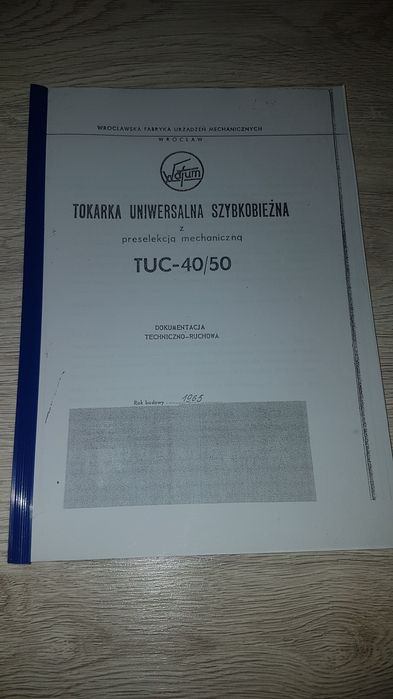 WROCŁAWSKA FABRYKA URZĄDZEŃ MECHANICZNYCH
WROCŁAW
Wafum
TOKARKA UNIWERSALNA SZYBKOBIEŻNA
z
preselekcją mechaniczną
TUC-40/50
DOKUMENTACJA
TECHNICZNO-RUCHOWA
Rok budowy 1965